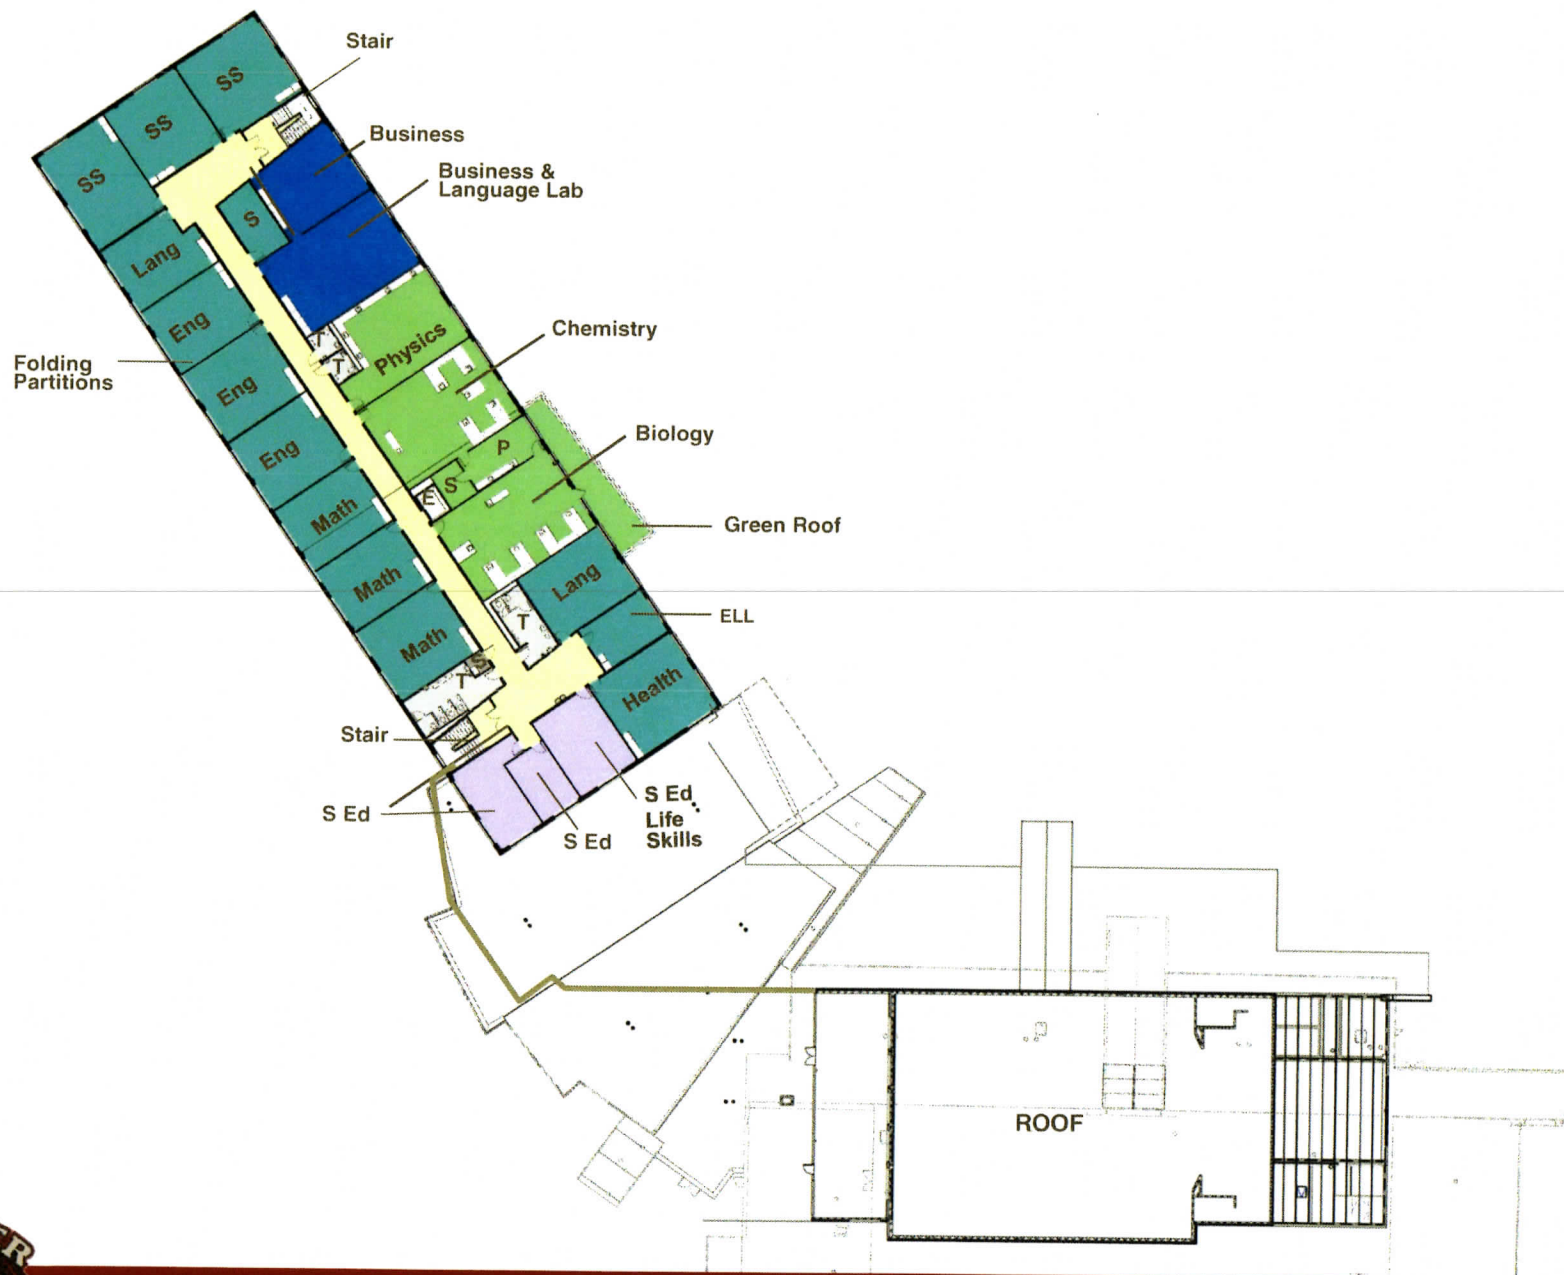 Stair
SS
SS
SS
Business
Business &
Language Lab
S
Lang
Eng
Chemistry
Physics
T
T
Folding
Partitions
Eng
Eng
P
Biology
S
E
Math
Green Roof
Math
Lang
ELL
T
Math
S
T
Health
Stair
S Ed
S Ed
Life
Skills
S Ed
ROOF
ER